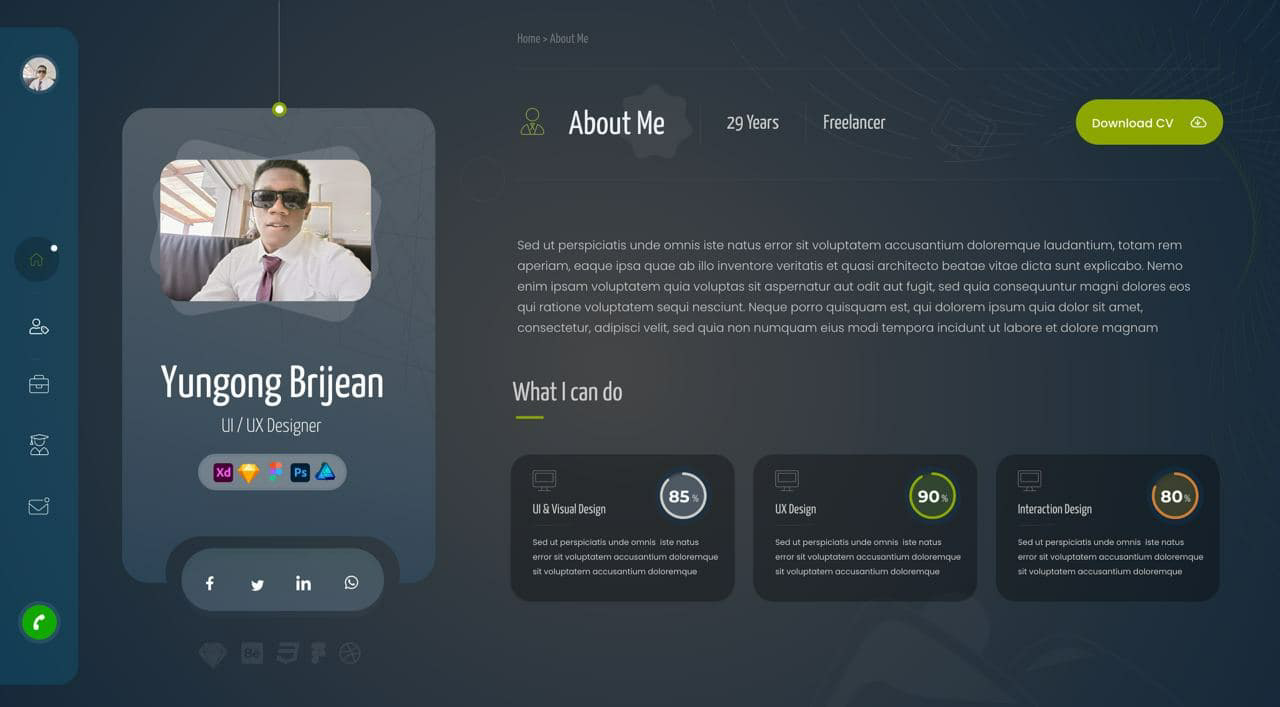 Home > About Me
About Me
29 Years
Freelancer
Download CV
Sed ut perspiciatis unde omnis iste natus error sit voluptatem accusantium doloremque laudantium, totam rem
aperiam, eaque ipsa quae ab illo inventore veritatis et quasi architecto beatae vitae dicta sunt explicabo. Nemo
enim ipsam voluptatem quia voluptas sit aspernatur aut odit aut fugit, sed quia consequuntur magni dolores eos
qui ratione voluptatem sequi nesciunt. Neque porro quisquam est, qui dolorem ipsum quia dolor sit amet,
consectetur, adipisci velit, sed quia non numquam eius modi tempora incidunt ut labore et dolore magnam
Yungong Brijean
UI / UX Designer
Xd
Ps
f
in
Be
What I can do
UI & Visual Design
85 %
Sed ut perspiciatis unde omnis iste natus
error sit voluptatem accusantium doloremque
sit voluptatem accusantium doloremque
UX Design
90 %
Sed ut perspiciatis unde omnis iste natus
error sit voluptatem accusantium doloremque
sit voluptatem accusantium doloremque
Interaction Design
80 %
Sed ut perspiciatis unde omnis iste natus
error sit voluptatem accusantium doloremque
sit voluptatem accusantium doloremque